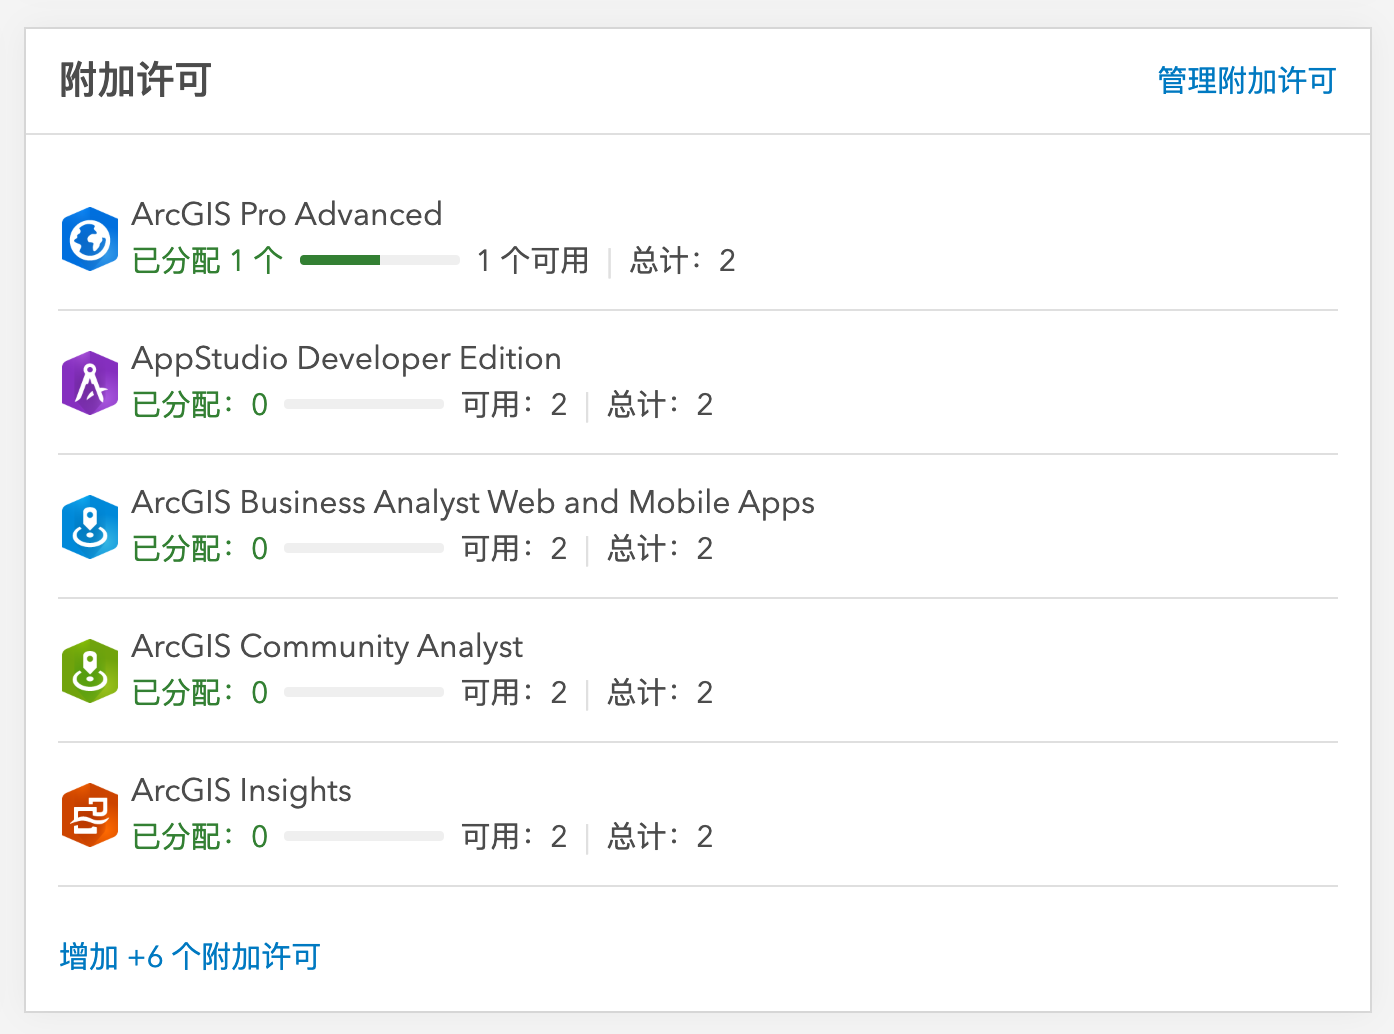 附加许可
管理附加许可
ArcGIS Pro Advanced
已分配 1 个 1 个可用 | 总计：2
AppStudio Developer Edition
已分配：0 可用：2 | 总计：2
ArcGIS Business Analyst Web and Mobile Apps
已分配：0 可用：2 | 总计：2
ArcGIS Community Analyst
已分配：0 可用：2 | 总计：2
ArcGIS Insights
已分配：0 可用：2 | 总计：2
增加 +6 个附加许可